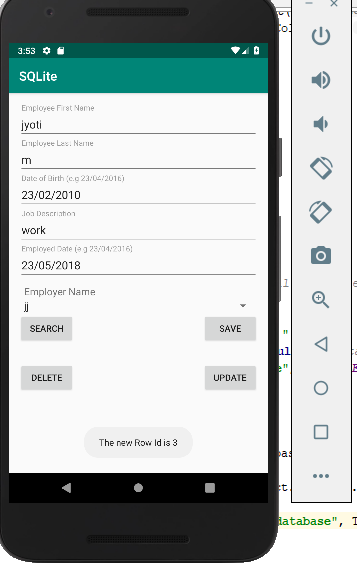 3:53
SQLite
Employee First Name
jyoti
Employee Last Name
m
Date of Birth (e.g 23/04/2016)
23/02/2010
Job Description
work
Employed Date (e.g 23/04/2016)
23/05/2018
Employer Name
jj
SEARCH SAVE
DELETE UPDATE
The new Row Id is 3
database", T